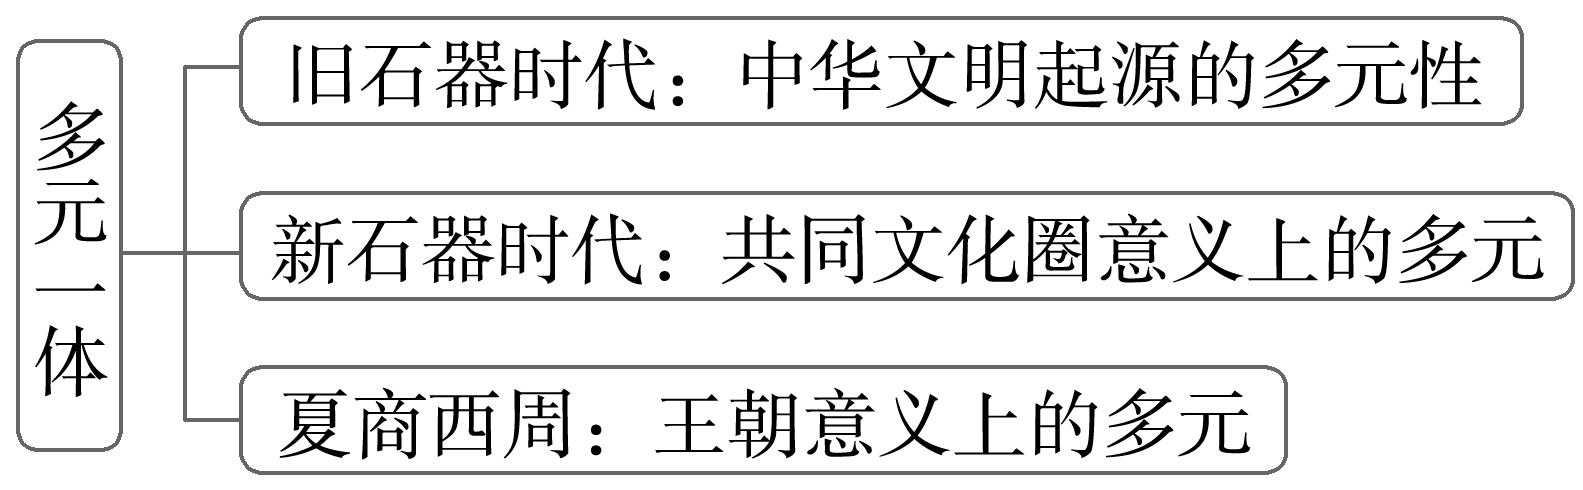 多元一体
旧石器时代：中华文明起源的多元性
新石器时代：共同文化圈意义上的多元
夏商西周：王朝意义上的多元